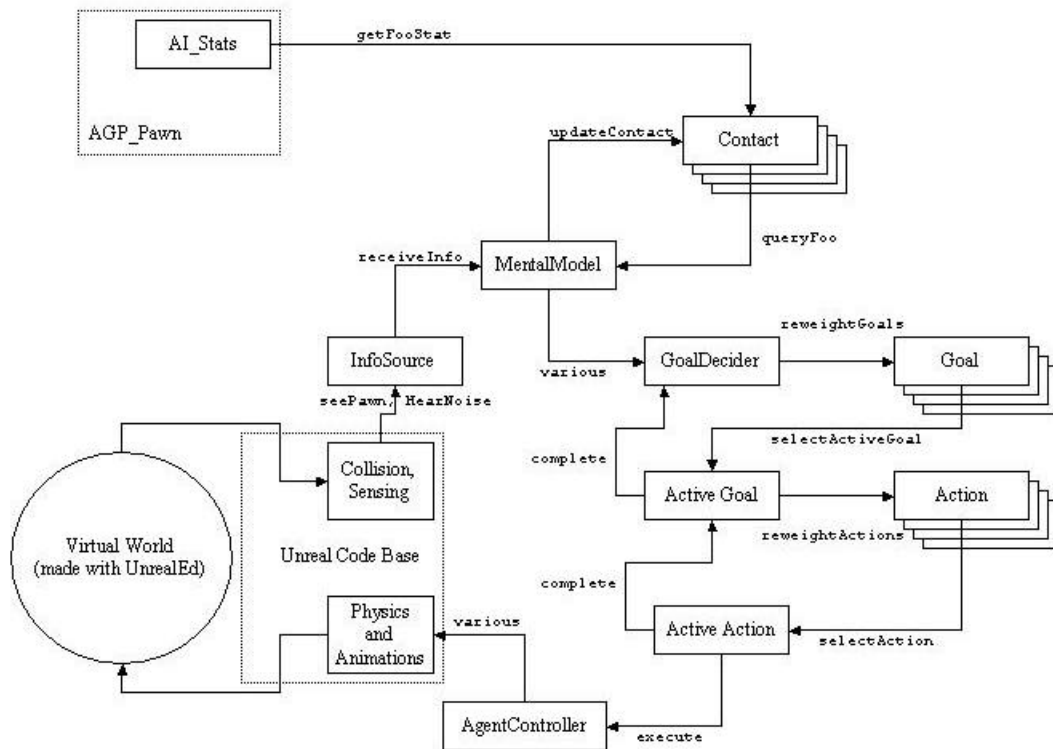 AI_Stats
getFooStat
AGP_Pawn
updateContact
Contact
queryFoo
receiveInfo
MentalModel
reweightGoals
InfoSource
various
GoalDecider
Goal
seePawn, HearNoise
selectActiveGoal
complete
Collision,
Sensing
Active Goal
Action
reweightActions
Virtual World
(made with UnrealEd)
Unreal Code Base
complete
Physics
and
Animations
various
Active Action
selectAction
AgentController
execute